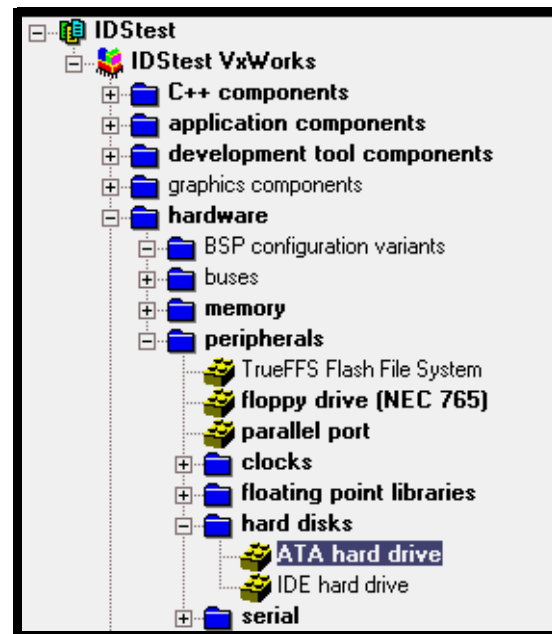 IDStest
IDStest VxWorks
C++ components
application components
development tool components
graphics components
hardware
BSP configuration variants
buses
memory
peripherals
TrueFFS Flash File System
floppy drive (NEC 765)
parallel port
clocks
floating point libraries
hard disks
ATA hard drive
IDE hard drive
serial